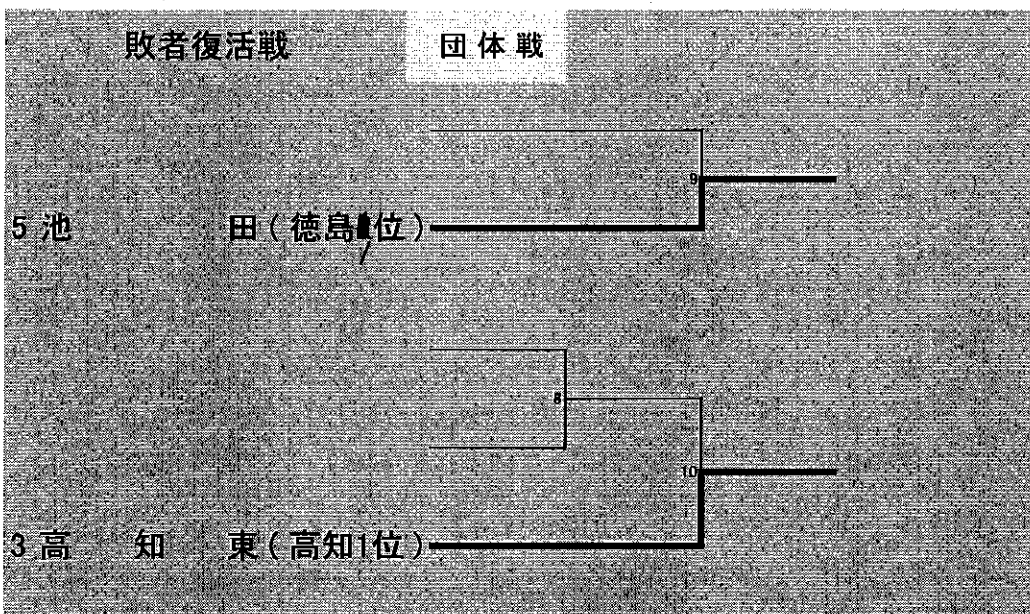 敗者復活戦 団体戦
9
5 池 田 ( 徳島 位 )
8
10
3 高 知 東 ( 高知1位 )